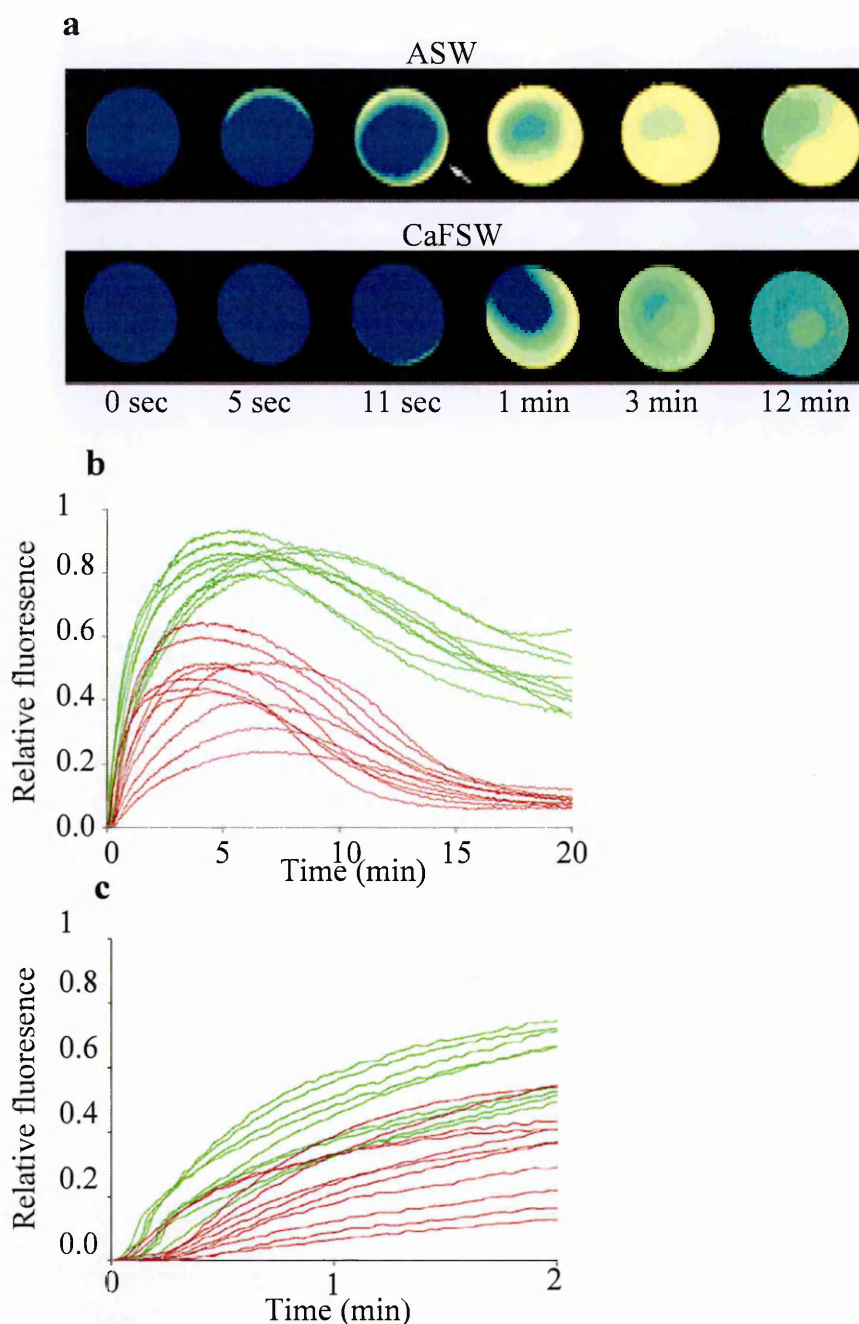 a
ASW
CaFSW
0 sec 5 sec 11 sec 1 min 3 min 12 min
b
1
0.8
0.6
0.4
0.2
0.0
Relative fluoresence
0 5 10 15 20
Time (min)
c
1
0.8
0.6
0.4
0.2
0.0
Relative fluoresence
0 1 2
Time (min)